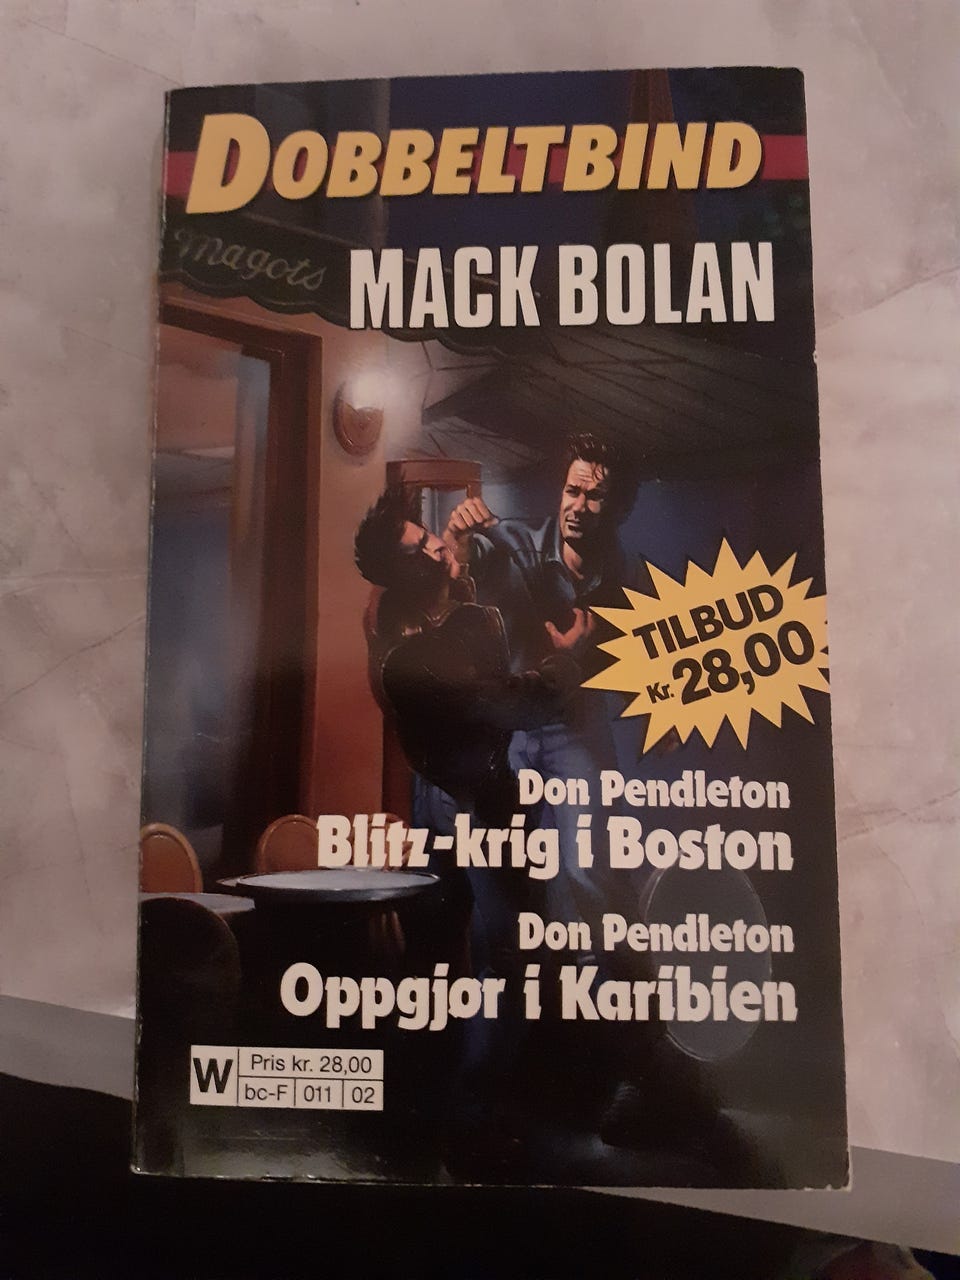 DOBBELTBIND
Magots
MACK BOLAN
TILBUD
Kr. 28,00
Don Pendleton
Blitz-krig i Boston
Don Pendleton
Oppgjør i Karibien
W
Pris kr. 28,00
bc-F 011 02